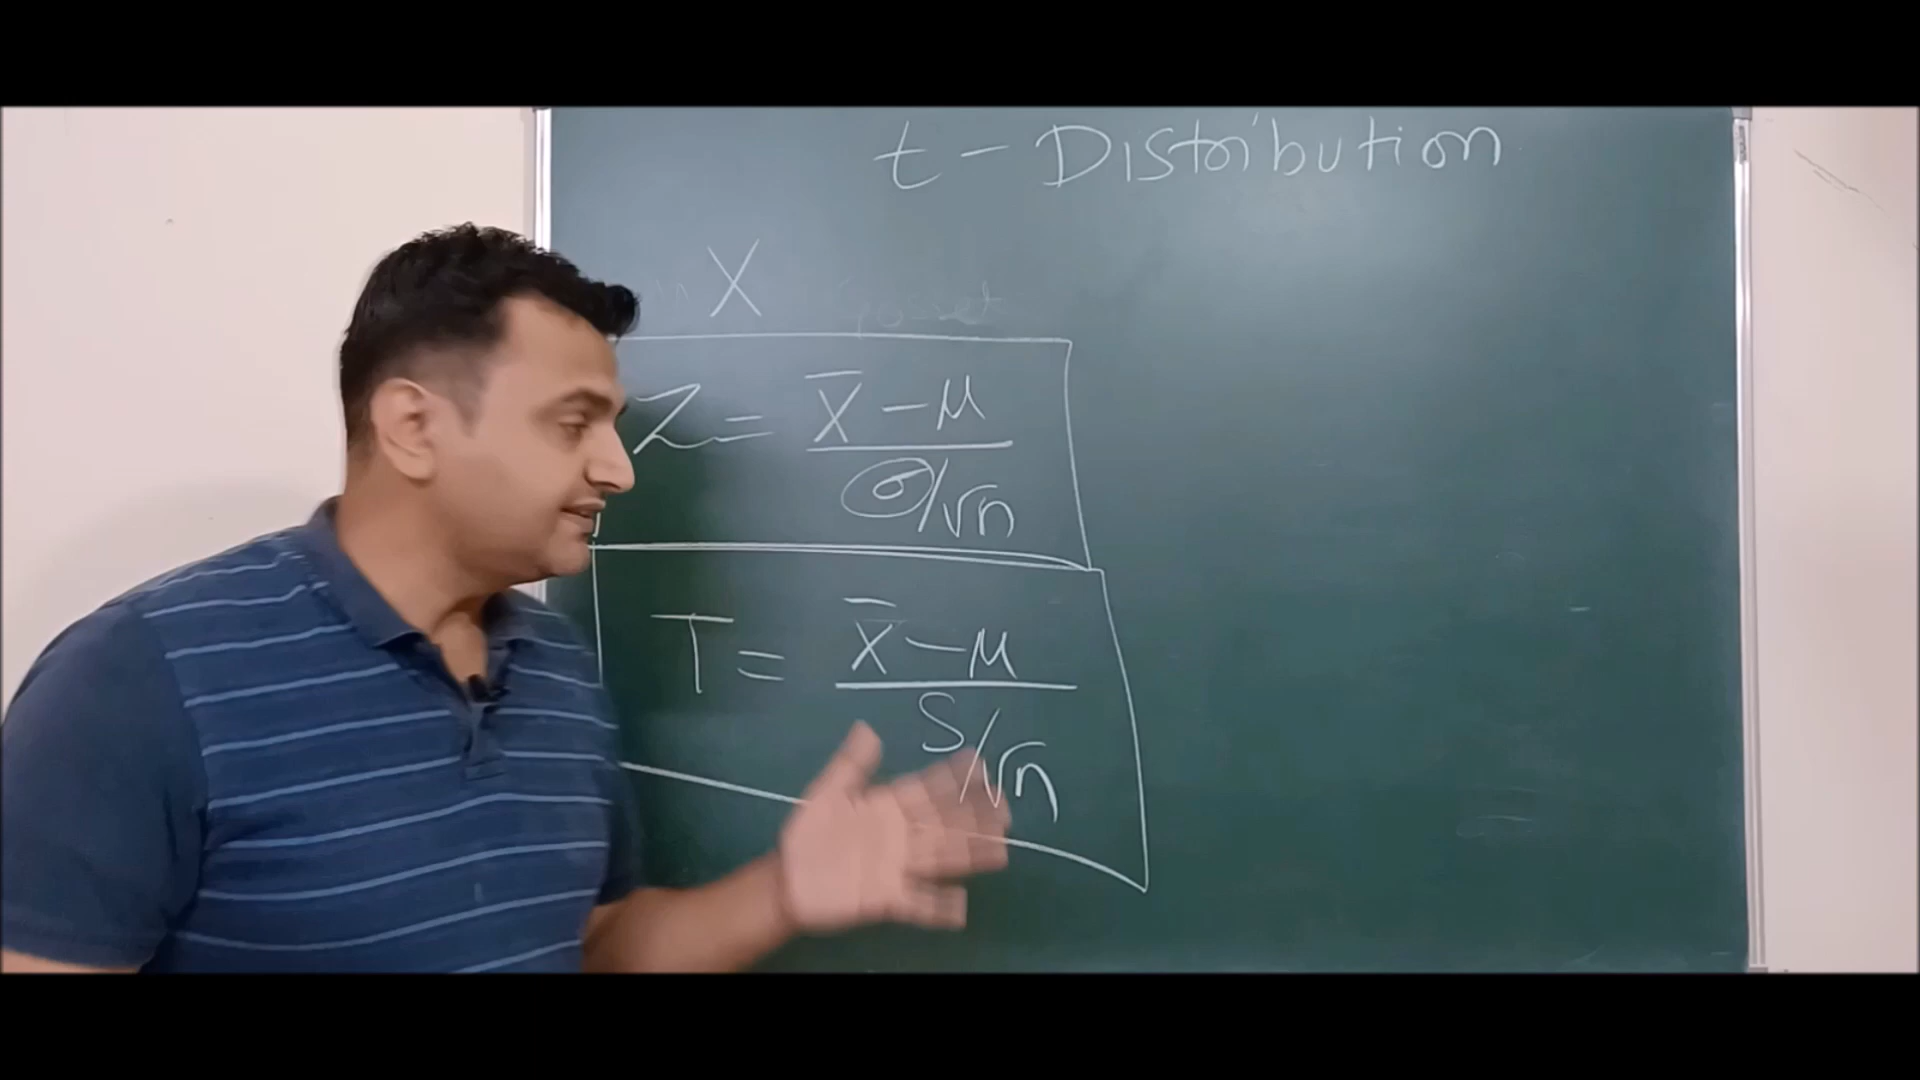 t - Distribution
X
Z = X̄ - μ
σ/√n
T = X̄ - μ
S/√n